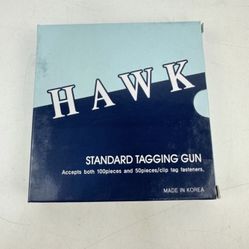 HAWK
STANDARD TAGGING GUN
Accepts both 100pieces and 50pieces/clip tag fasteners.
MADE IN KOREA